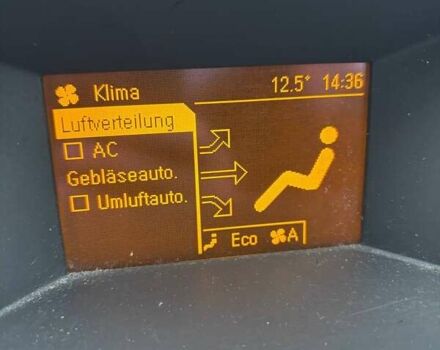 Klima 12.5° 14:36
Luftverteilung
AC
Gebläseauto.
Umluftauto.
Eco A